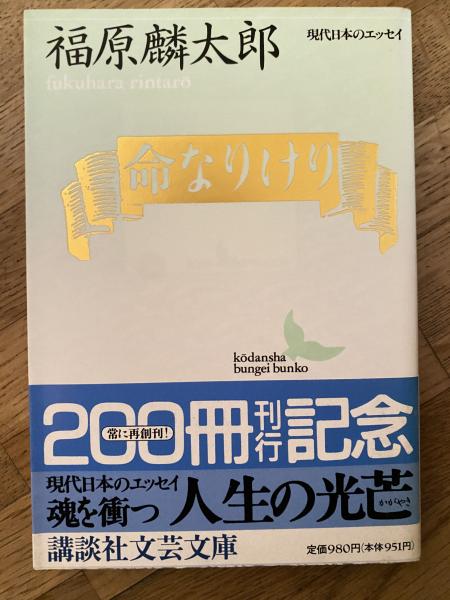 福原麟太郎
現代日本のエッセイ
fukuhara rintarō
命なりけり
kōdansha
bungei bunko
200冊刊行記念
常に再創刊!
現代日本のエッセイ
魂を衝つ人生の光芒
かがやき
講談社文芸文庫
定価980円(本体951円)